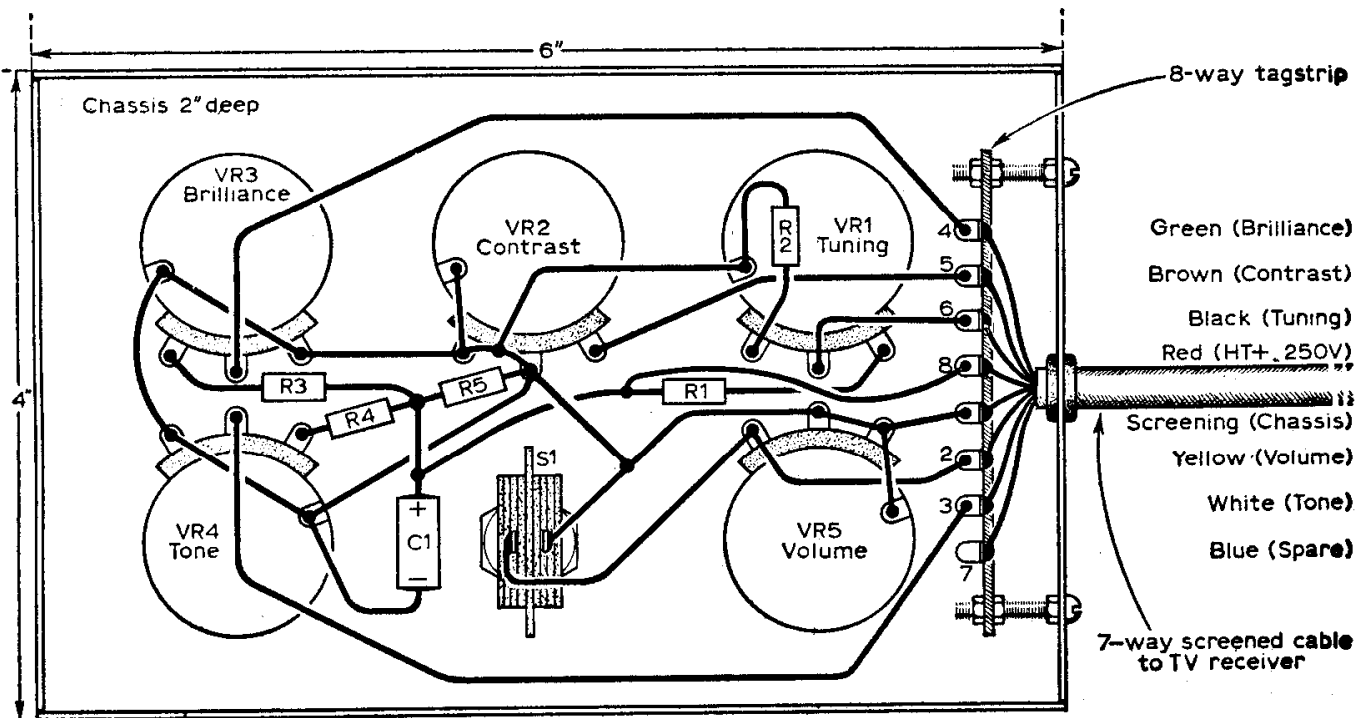 6"
8-way tagstrip
Chassis 2" deep
VR3
Brilliance
VR2
Contrast
R
2
VR1
Tuning
4
Green (Brilliance)
5
Brown (Contrast)
6
Black (Tuning)
Red (HT+ 250V)
8
4"
R3
R5
R1
R4
Screening (Chassis)
S1
2
Yellow (Volume)
+
C1
−
VR4
Tone
VR5
Volume
3
White (Tone)
Blue (Spare)
7
7-way screened cable
to TV receiver